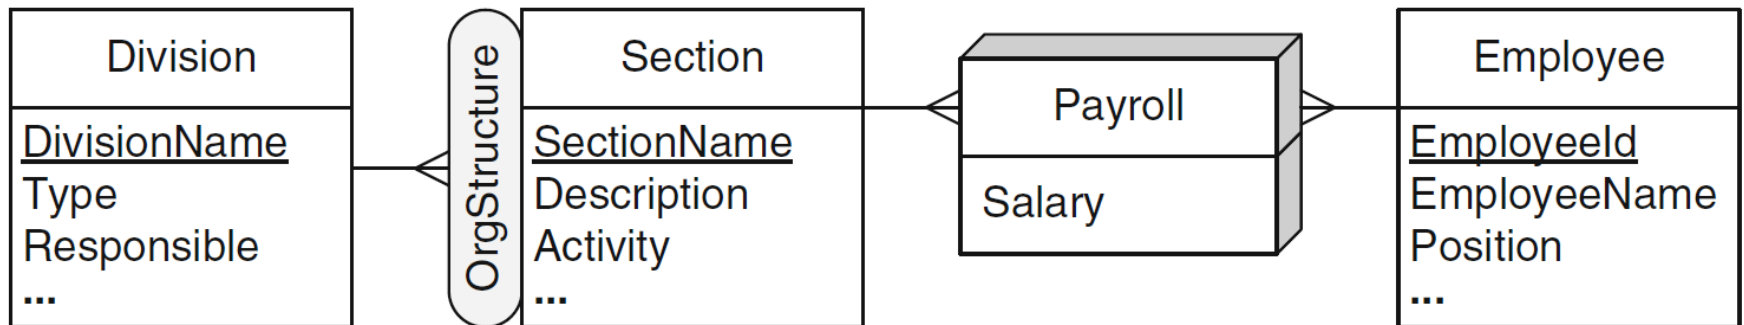 Division
DivisionName
Type
Responsible
...
OrgStructure
Section
SectionName
Description
Activity
...
Payroll
Salary
Employee
EmployeeId
EmployeeName
Position
...